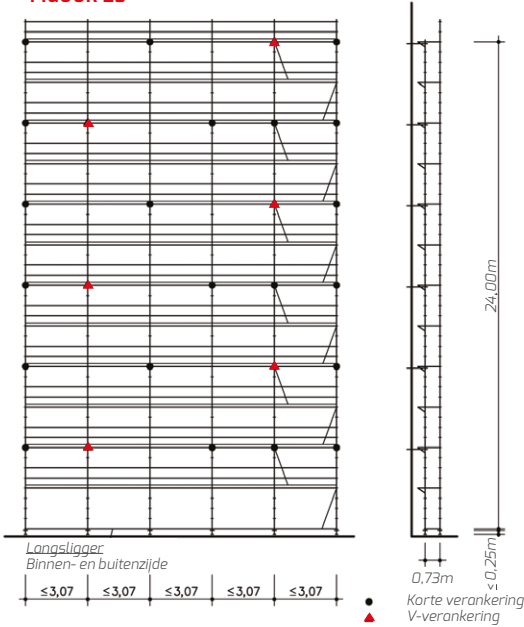 24,00m
Langsligger
Binnen- en buitenzijde
≤3,07 ≤3,07 ≤3,07 ≤3,07 ≤3,07
0,73m
≤0,25m
Korte verankering
V-verankering